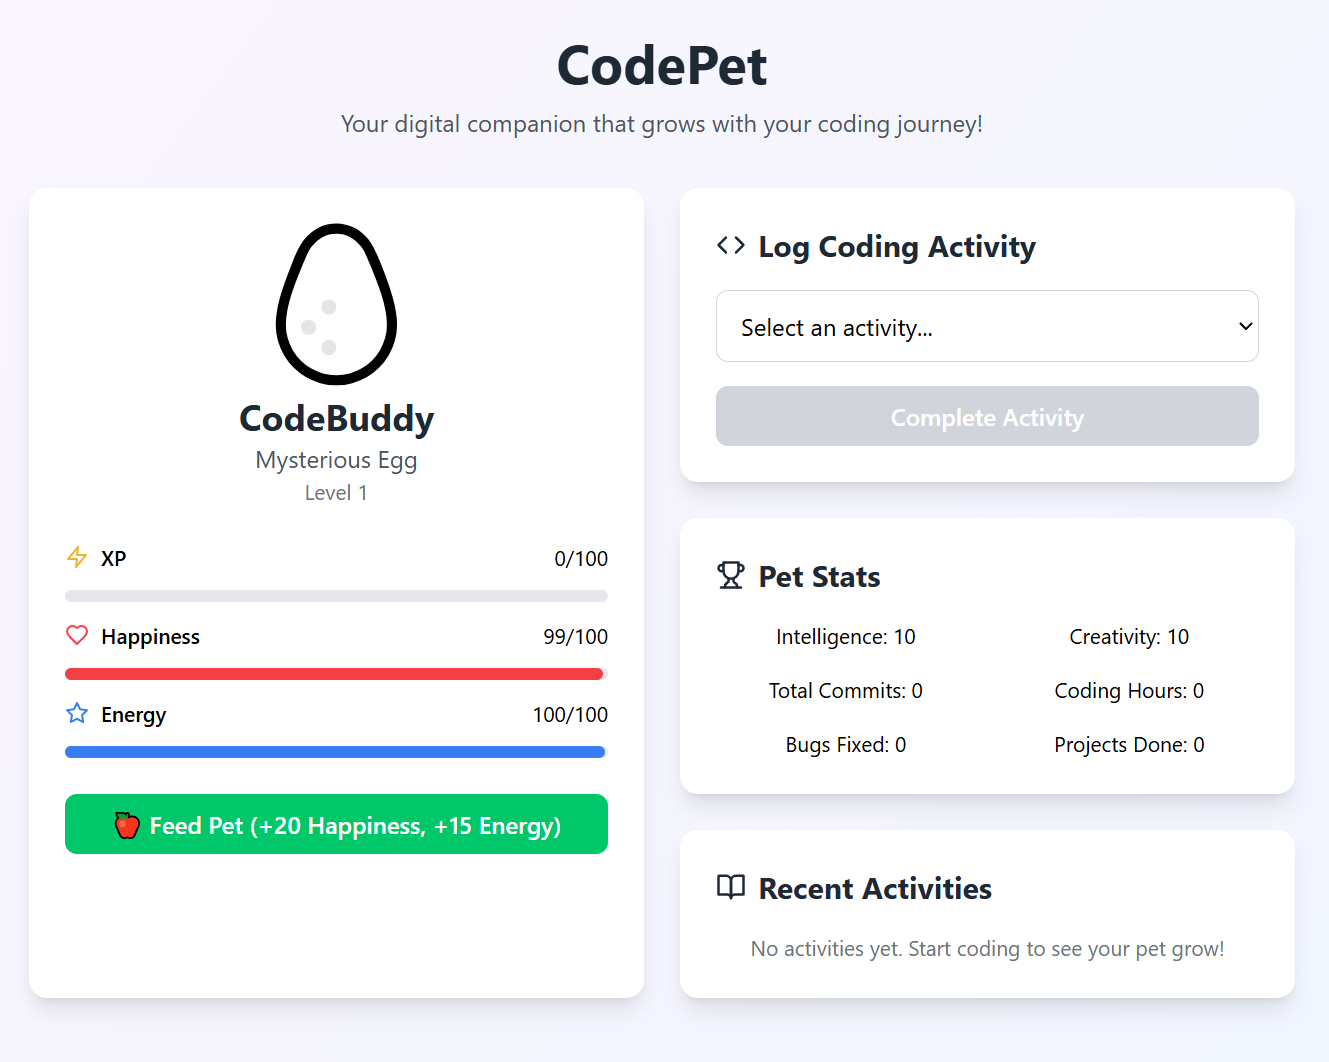 CodePet
Your digital companion that grows with your coding journey!
CodeBuddy
Mysterious Egg
Level 1
XP 0/100
Happiness 99/100
Energy 100/100
Feed Pet (+20 Happiness, +15 Energy)
Log Coding Activity
Select an activity...
Complete Activity
Pet Stats
Intelligence: 10 Creativity: 10
Total Commits: 0 Coding Hours: 0
Bugs Fixed: 0 Projects Done: 0
Recent Activities
No activities yet. Start coding to see your pet grow!